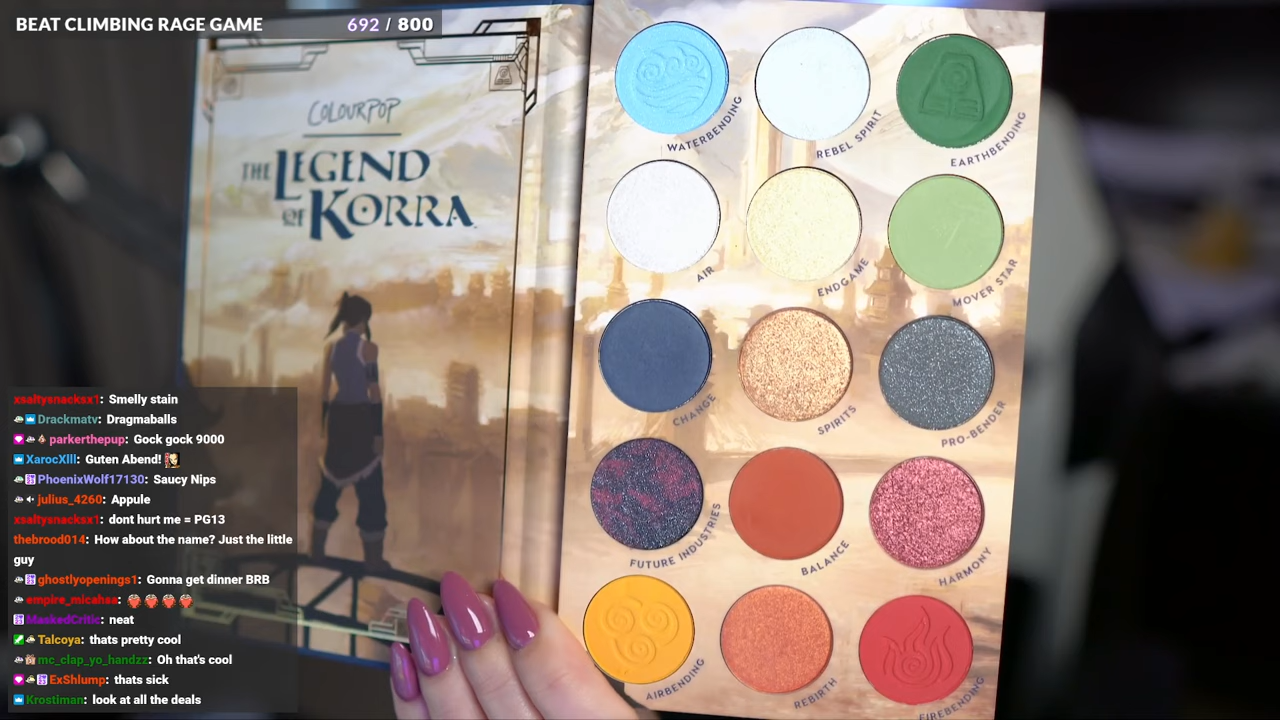 BEAT CLIMBING RAGE GAME 692 / 800
COLOURPOP
THE LEGEND
OF KORRA
WATERBENDING
REBEL SPIRIT
EARTHBENDING
AIR
ENDGAME
MOVER STAR
CHANGE
SPIRITS
PRO-BENDER
FUTURE INDUSTRIES
BALANCE
HARMONY
AIRBENDING
REBIRTH
FIREBENDING
xsaltysnacksx1: Smelly stain
Drackmatv: Dragmaballs
parkerthepup: Gock gock 9000
XarocXlll: Guten Abend!
PhoenixWolf17130: Saucy Nips
julius_4260: Appule
xsaltysnacksx1: dont hurt me = PG13
thebrood014: How about the name? Just the little
guy
ghostlyopenings1: Gonna get dinner BRB
empire_micahaa:
MaskedCritic: neat
Talcoya: thats pretty cool
mc_clap_yo_handzz: Oh that's cool
ExShlump: thats sick
Krostiman: look at all the deals